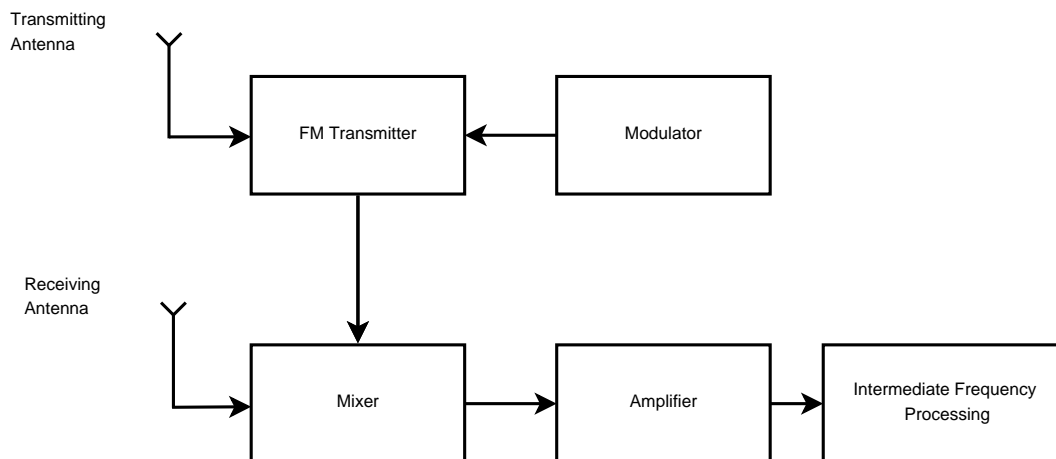 Transmitting
Antenna
FM Transmitter
Modulator
Receiving
Antenna
Mixer
Amplifier
Intermediate Frequency
Processing